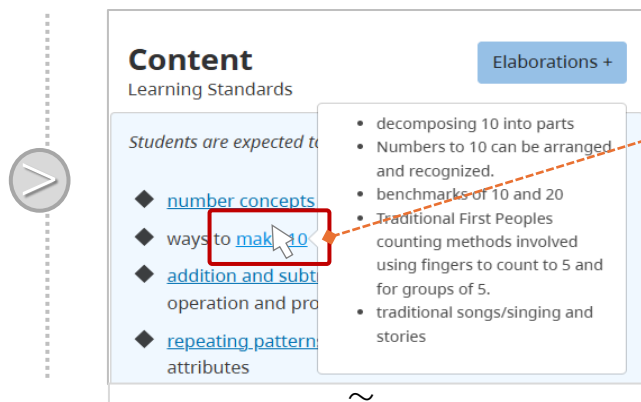 Content
Learning Standards
Elaborations +
Students are expected to
number concepts
ways to make 10
addition and subt
operation and pro
repeating pattern
attributes
• decomposing 10 into parts
• Numbers to 10 can be arranged
and recognized.
• benchmarks of 10 and 20
• Traditional First Peoples
counting methods involved
using fingers to count to 5 and
for groups of 5.
• traditional songs/singing and
stories